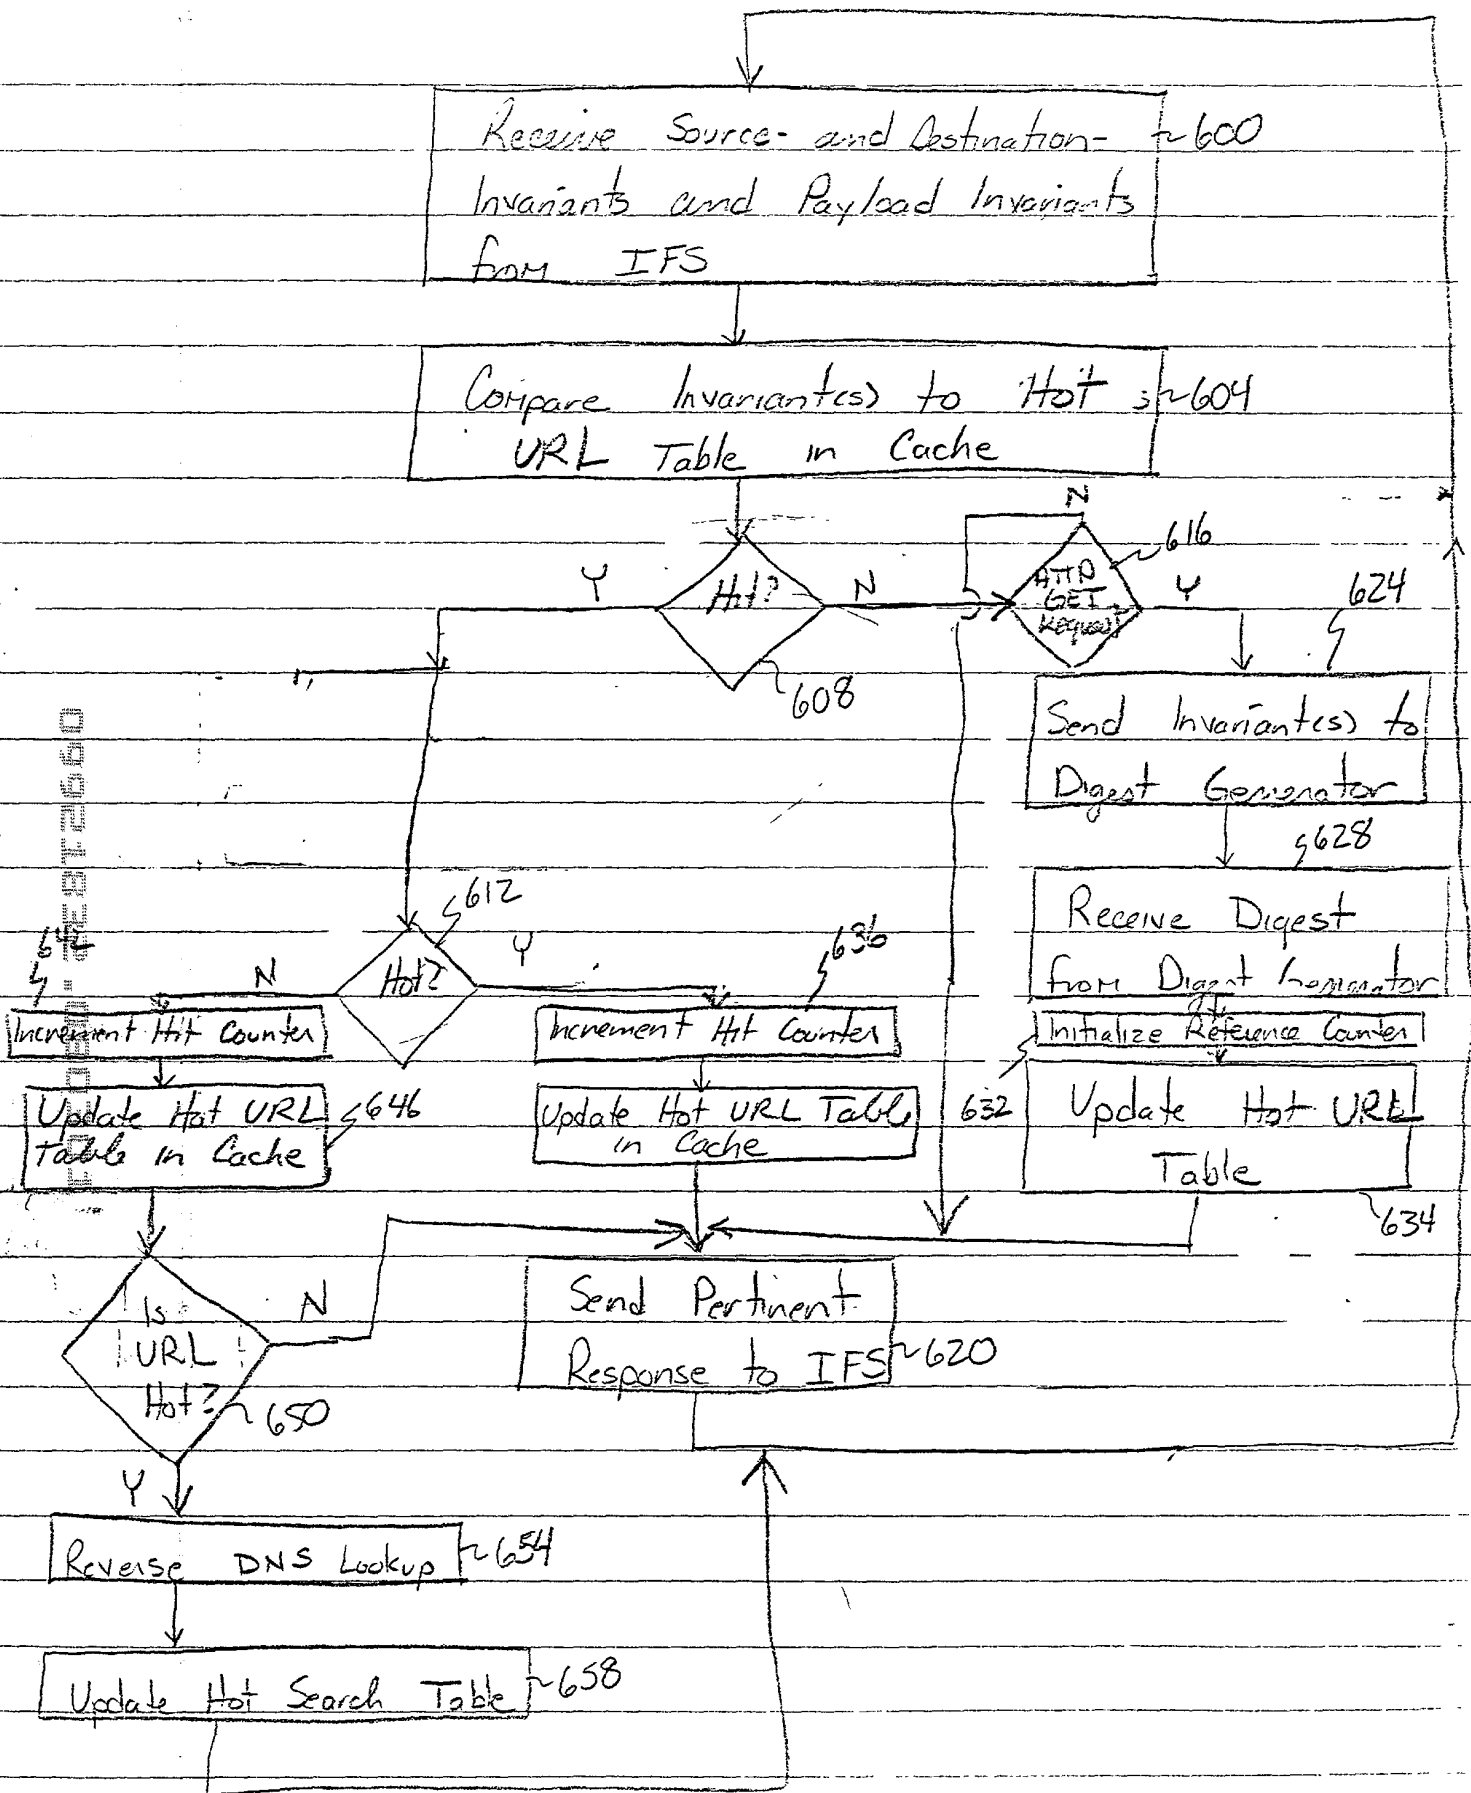 Receive Source- and Destination- ~600
Invariants and Payload Invariants
from IFS
Compare Invariant(s) to Hot ~604
URL Table in Cache
N
616
Y
Hit?
N
HTTP
GET
Request
Y
624
608
Send Invariant(s) to
Digest Generator
628
612
Receive Digest
from Digest Generator
N
Hot?
Y
636
Increment Hit Counter
Increment Hit Counter
Initialize Reference Counter
Update Hot URL
Table in Cache
646
Update Hot URL Table
in Cache
632
Update Hot URL
Table
634
Is
URL
Hot?
N
650
Send Pertinent
Response to IFS
~620
Y
Reverse DNS Lookup ~654
Update Hot Search Table ~658